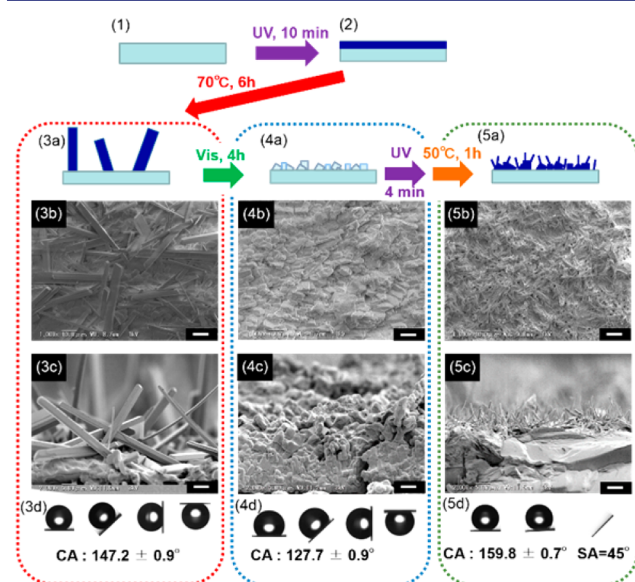 (1)
UV, 10 min
(2)
70°C, 6h
(3a)
Vis, 4h
(4a)
UV
4 min
50°C, 1h
(5a)
(3b)
(4b)
(5b)
(3c)
(4c)
(5c)
(3d)
CA : 147.2 ± 0.9°
(4d)
CA : 127.7 ± 0.9°
(5d)
CA : 159.8 ± 0.7° SA=45°